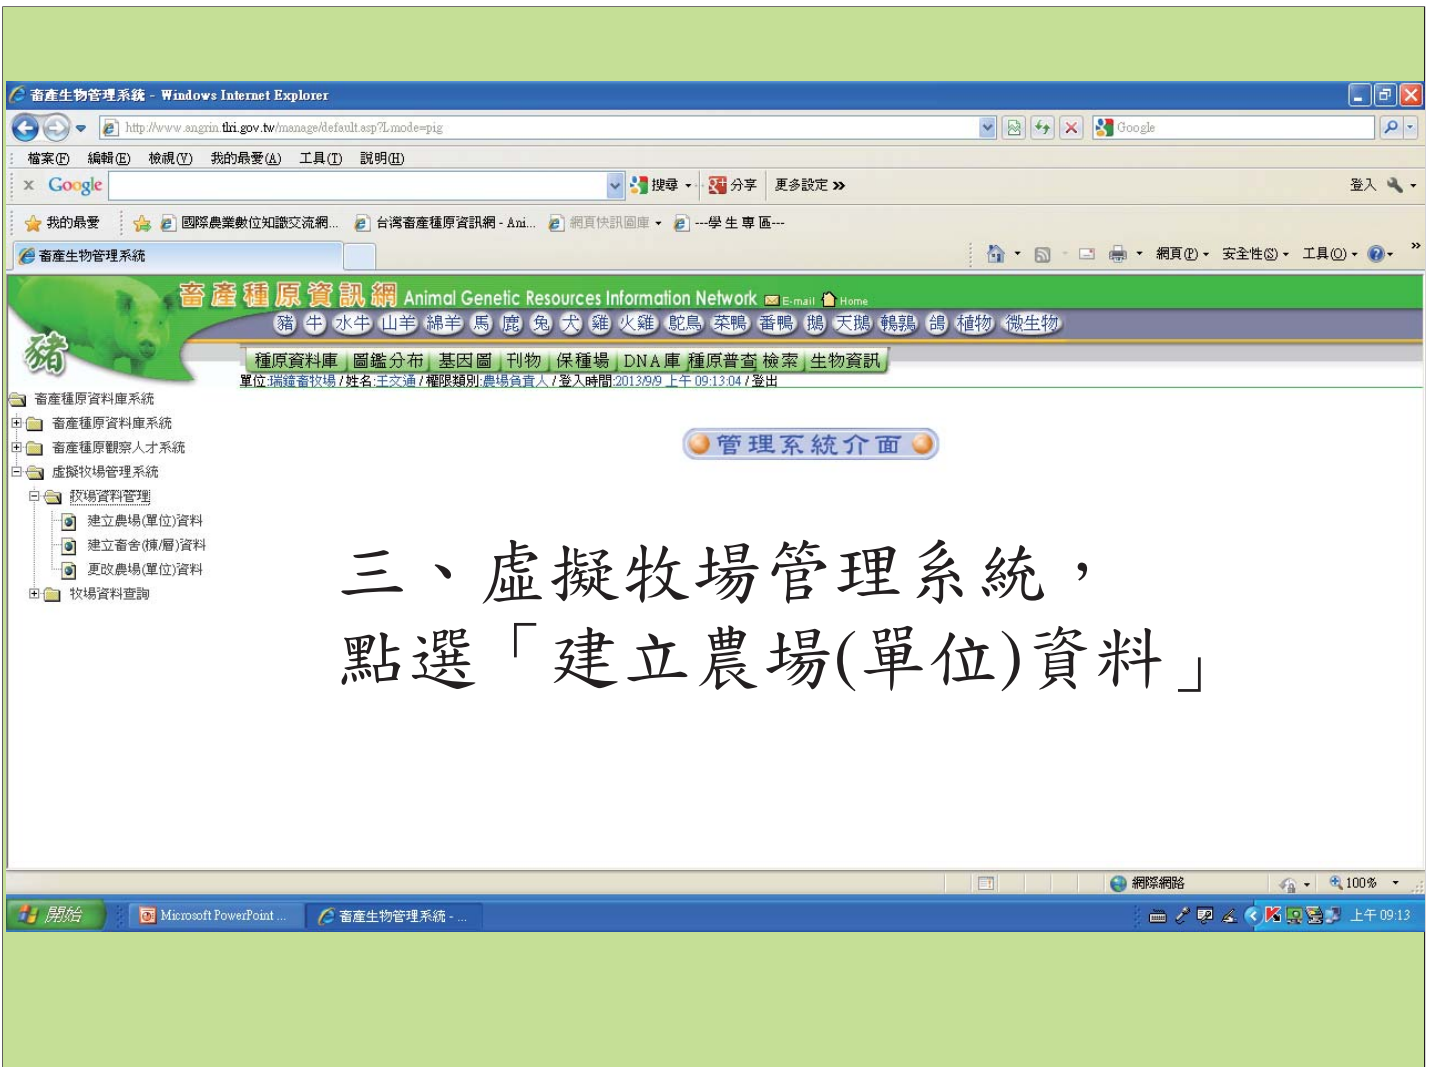 畜產生物管理系統 - Windows Internet Explorer
http://www.angrin.tlri.gov.tw/manage/default.asp?Lmode=pig
Google
檔案(F) 編輯(E) 檢視(V) 我的最愛(A) 工具(T) 說明(H)
x Google 搜尋 分享 更多設定 » 登入
我的最愛 國際農業數位知識交流網... 台灣畜產種原資訊網 - Ani... 網頁快訊圖庫 ---學生專區---
畜產生物管理系統 網頁(P) 安全性(S) 工具(O) »
畜產種原資訊網 Animal Genetic Resources Information Network E-mail Home
豬 牛 水牛 山羊 綿羊 馬 鹿 兔 犬 雞 火雞 鴕鳥 菜鴨 番鴨 鵝 天鵝 鵪鶉 鴿 植物 微生物
豬
種原資料庫 圖鑑分布 基因圖 刊物 保種場 DNA庫 種原普查 檢索 生物資訊
單位:瑞鐘畜牧場 / 姓名:王交通 / 權限類別:農場負責人 / 登入時間:2013/9/9 上午 09:13:04 / 登出
畜產種原資料庫系統
畜產種原資料庫系統
畜產種原觀察人才系統
虛擬牧場管理系統
牧場資料管理
建立農場(單位)資料
建立畜舍(棟/層)資料
更改農場(單位)資料
牧場資料查詢
管理系統介面
三、虛擬牧場管理系統，
點選「建立農場(單位)資料」
網際網路 100%
開始 Microsoft PowerPoint ... 畜產生物管理系統 - ... 上午 09:13